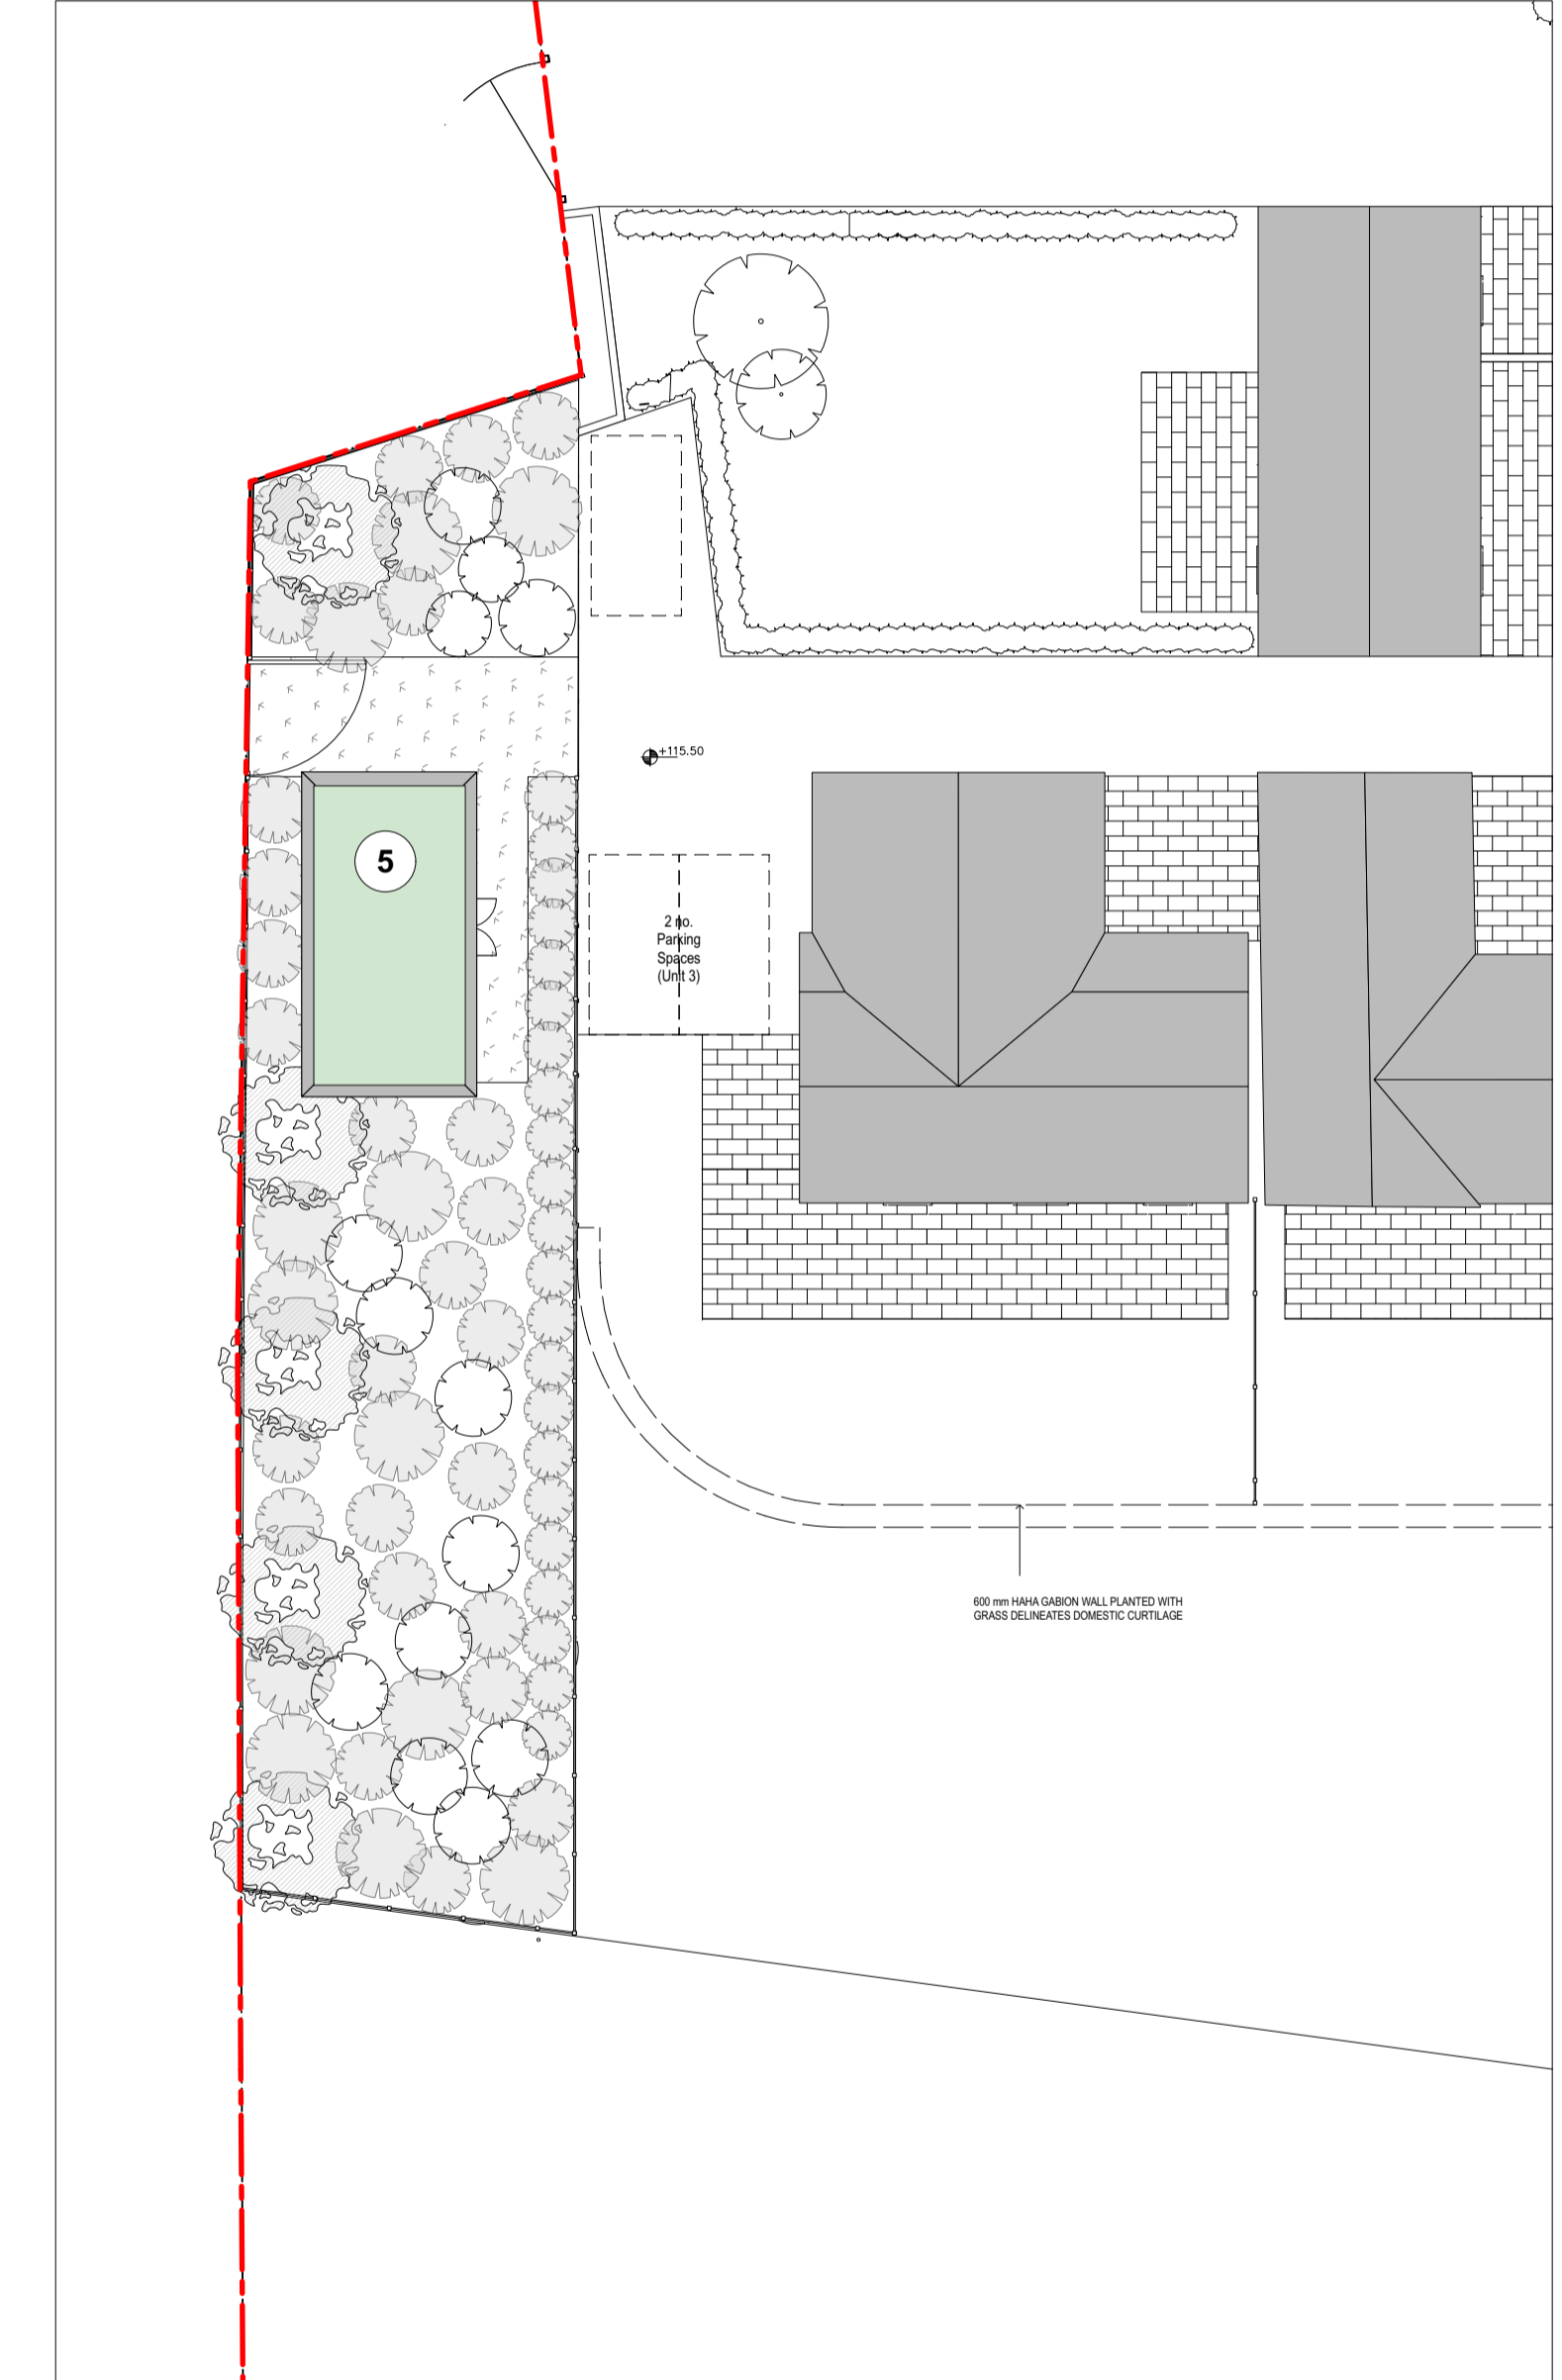 +115.50
5
2 no.
Parking
Spaces
(Unit 3)
600 mm HAHA GABION WALL PLANTED WITH
GRASS DELINEATES DOMESTIC CURTILAGE